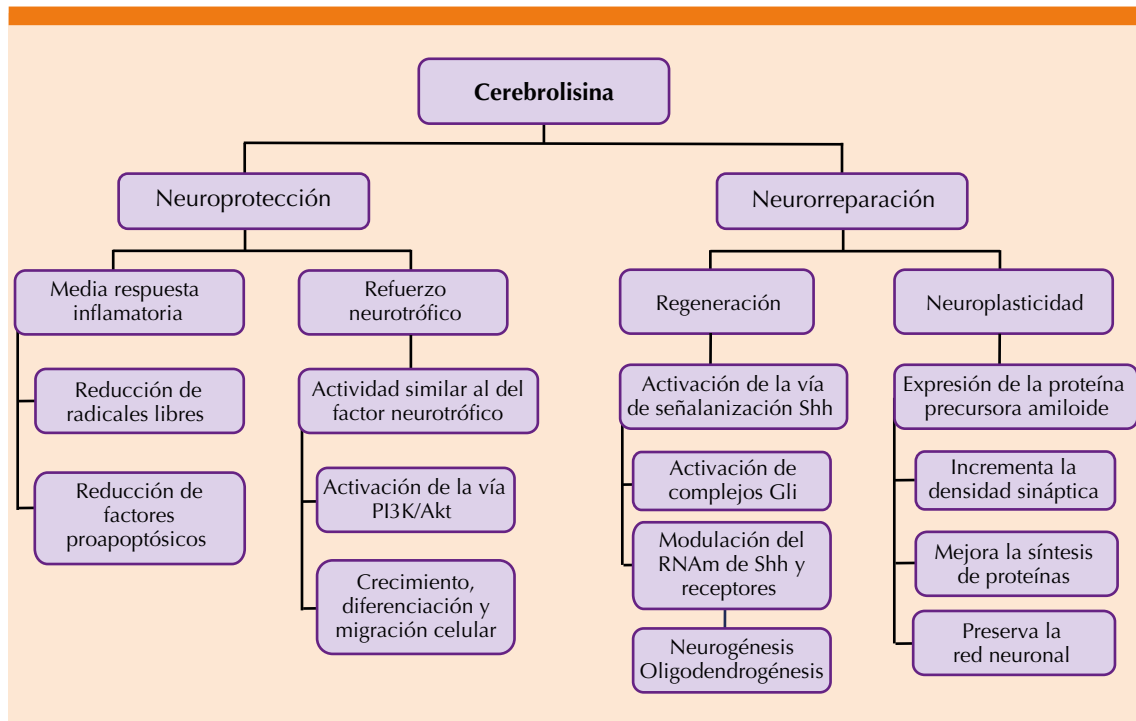 Cerebrolisina
Neuroprotección
Neurorreparación
Media respuesta
inflamatoria
Refuerzo
neurotrófico
Regeneración
Neuroplasticidad
Reducción de
radicales libres
Actividad similar al del
factor neurotrófico
Activación de la vía
de señalanización Shh
Expresión de la proteína
precursora amiloide
Reducción de
factores
proapoptósicos
Activación de la vía
PI3K/Akt
Activación de
complejos Gli
Incrementa la
densidad sináptica
Crecimiento,
diferenciación y
migración celular
Modulación del
RNAm de Shh y
receptores
Mejora la síntesis
de proteínas
Neurogénesis
Oligodendrogénesis
Preserva la
red neuronal